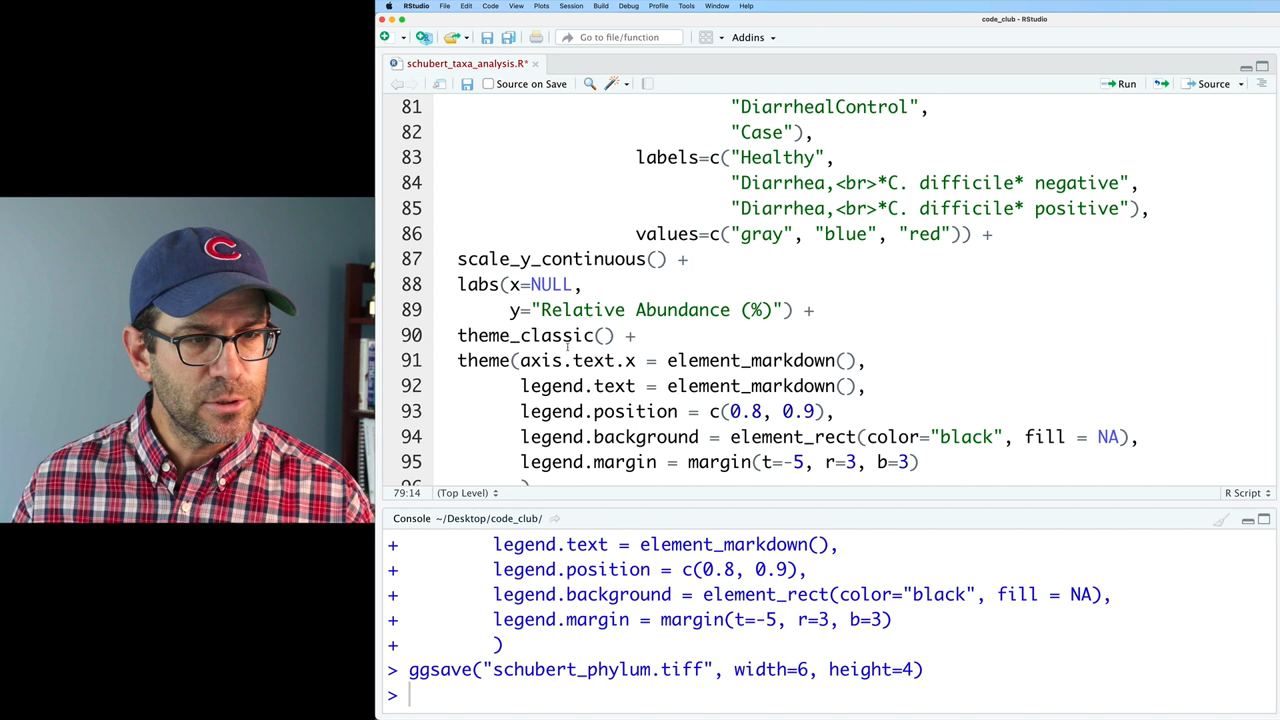 RStudio File Edit Code View Plots Session Build Debug Profile Tools Window Help
code_club - RStudio
Go to file/function Addins
schubert_taxa_analysis.R*
Source on Save Run Source
81 "DiarrhealControl",
82 "Case"),
83 labels=c("Healthy",
84 "Diarrhea,<br>*C. difficile* negative",
85 "Diarrhea,<br>*C. difficile* positive"),
86 values=c("gray", "blue", "red")) +
87 scale_y_continuous() +
88 labs(x=NULL,
89 y="Relative Abundance (%)") +
90 theme_classic() +
91 theme(axis.text.x = element_markdown(),
92 legend.text = element_markdown(),
93 legend.position = c(0.8, 0.9),
94 legend.background = element_rect(color="black", fill = NA),
95 legend.margin = margin(t=-5, r=3, b=3)
96 )
79:14 (Top Level) R Script
Console ~/Desktop/code_club/
+ legend.text = element_markdown(),
+ legend.position = c(0.8, 0.9),
+ legend.background = element_rect(color="black", fill = NA),
+ legend.margin = margin(t=-5, r=3, b=3)
+ )
> ggsave("schubert_phylum.tiff", width=6, height=4)
>
C